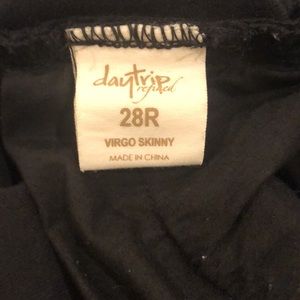 daytrip
refined
28R
VIRGO SKINNY
MADE IN CHINA